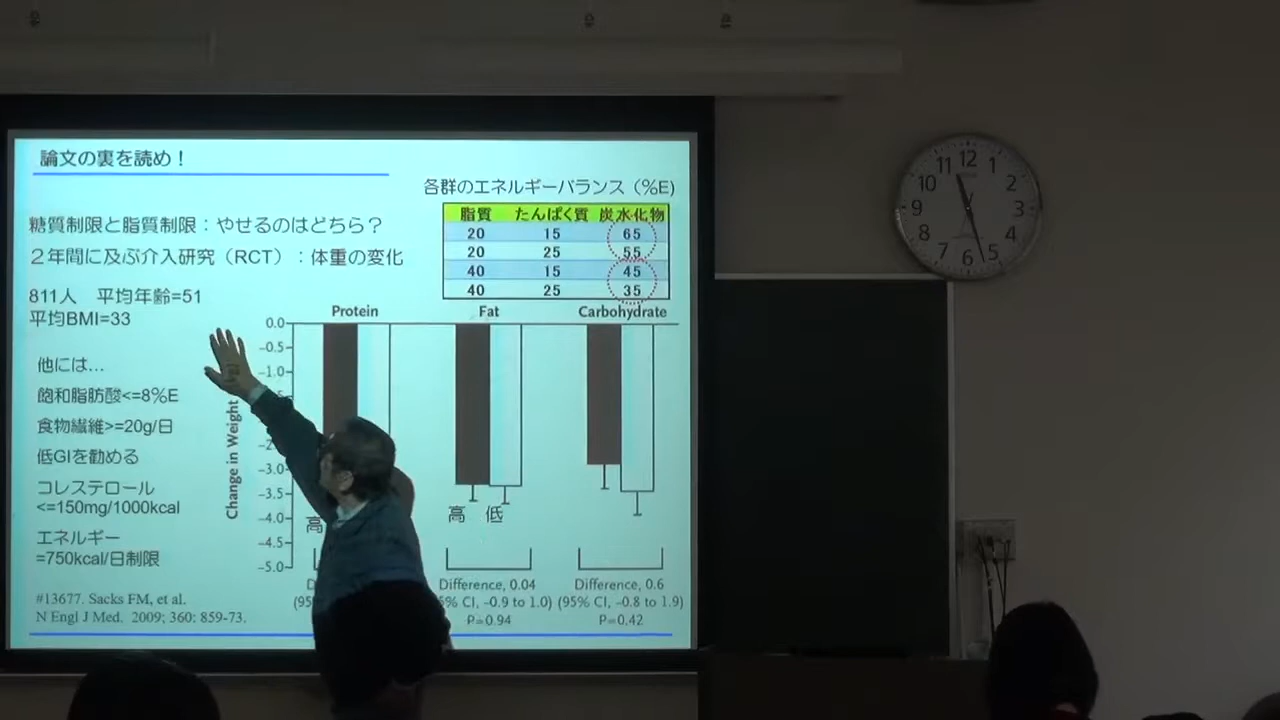 論文の裏を読め！
糖質制限と脂質制限：やせるのはどちら？
２年間に及ぶ介入研究（RCT）：体重の変化
811人　平均年齢=51
平均BMI=33
他には…
飽和脂肪酸<=8%E
食物繊維>=20g/日
低GIを勧める
コレステロール
<=150mg/1000kcal
エネルギー
=750kcal/日制限
#13677. Sacks FM, et al.
N Engl J Med. 2009; 360: 859-73.
各群のエネルギーバランス（%E）
脂質 たんぱく質 炭水化物
20 15 65
20 25 55
40 15 45
40 25 35
Protein Fat Carbohydrate
Change in Weight
0.0
-0.5
-1.0
-3.0
-3.5
-4.0
-4.5
-5.0
高 高 低
Difference, 0.04 Difference, 0.6
CI, -0.9 to 1.0) (95% CI, -0.8 to 1.9)
P=0.94 P=0.42
12
1
2
3
4
5
6
7
8
9
10
11